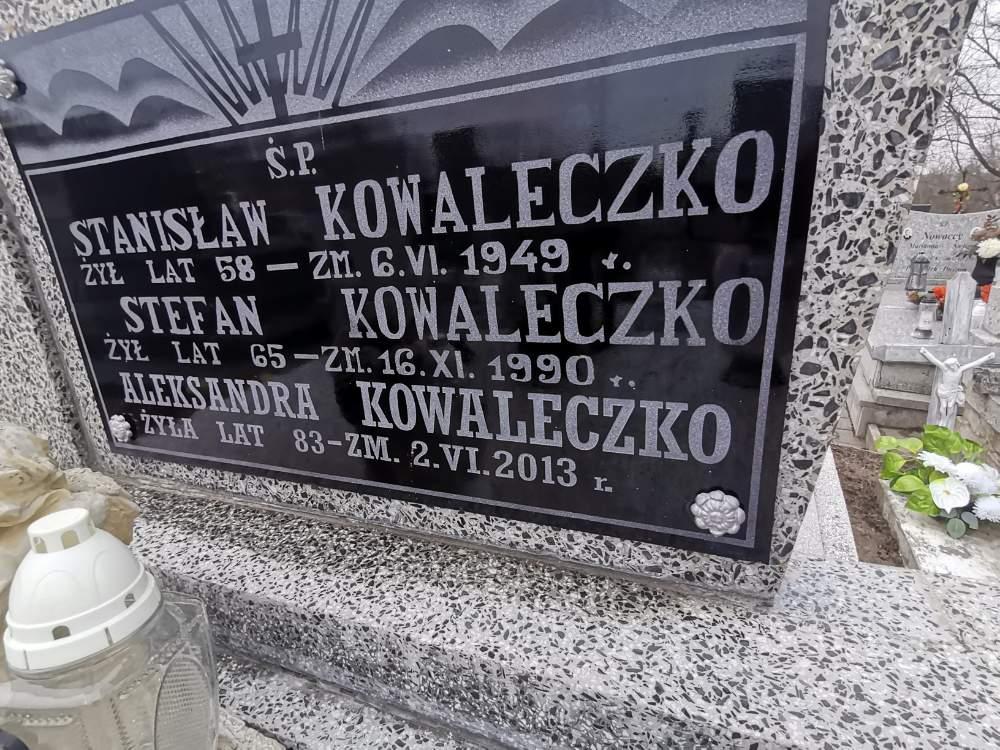 Ś.P.
STANISŁAW KOWALECZKO
ŻYŁ LAT 58 — ZM. 6.VI. 1949 r.
STEFAN KOWALECZKO
ŻYŁ LAT 65 — ZM. 16.XI. 1990 r.
ALEKSANDRA KOWALECZKO
ŻYŁA LAT 83 - ZM. 2.VI.2013 r.
Nowaccy